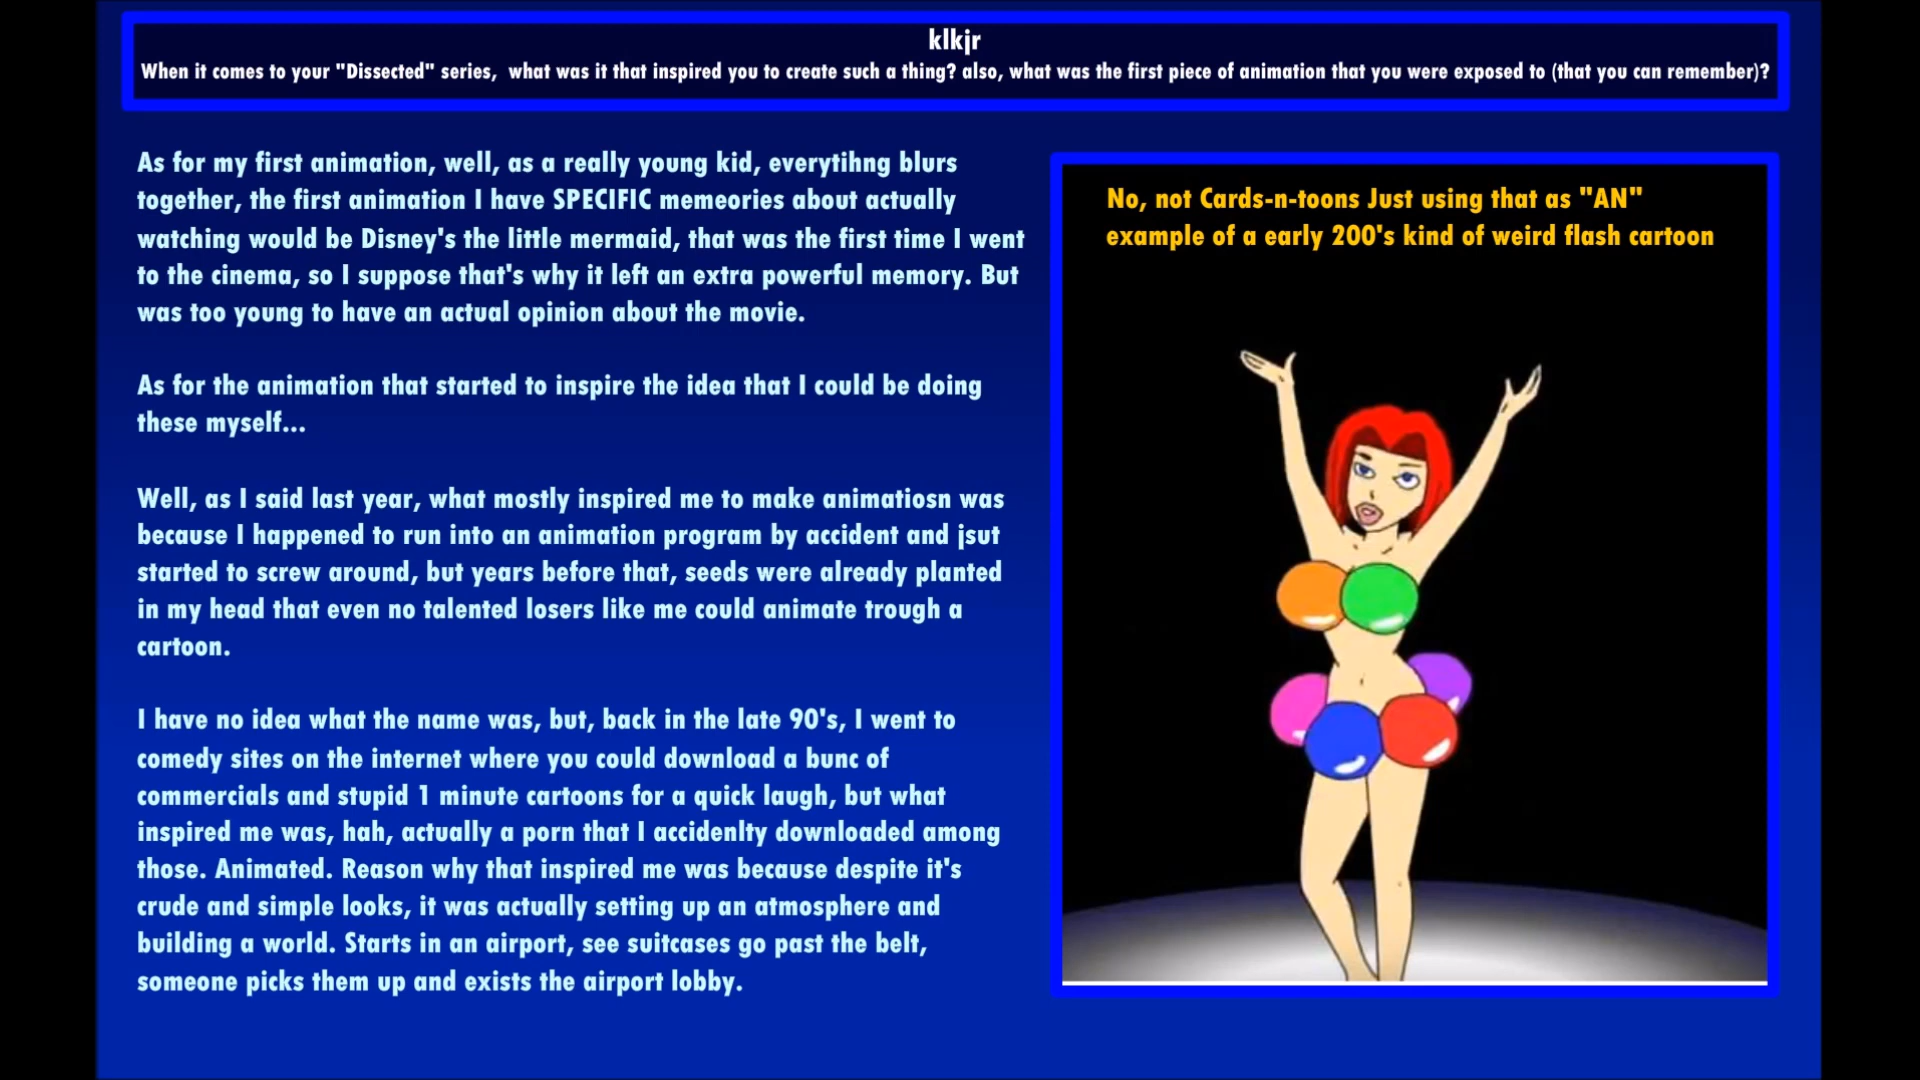 klkjr
When it comes to your "Dissected" series,  what was it that inspired you to create such a thing? also, what was the first piece of animation that you were exposed to (that you can remember)?
As for my first animation, well, as a really young kid, everytihng blurs
together, the first animation I have SPECIFIC memeories about actually
watching would be Disney's the little mermaid, that was the first time I went
to the cinema, so I suppose that's why it left an extra powerful memory. But
was too young to have an actual opinion about the movie.
As for the animation that started to inspire the idea that I could be doing
these myself...
Well, as I said last year, what mostly inspired me to make animatiosn was
because I happened to run into an animation program by accident and jsut
started to screw around, but years before that, seeds were already planted
in my head that even no talented losers like me could animate trough a
cartoon.
I have no idea what the name was, but, back in the late 90's, I went to
comedy sites on the internet where you could download a bunc of
commercials and stupid 1 minute cartoons for a quick laugh, but what
inspired me was, hah, actually a porn that I accidenlty downloaded among
those. Animated. Reason why that inspired me was because despite it's
crude and simple looks, it was actually setting up an atmosphere and
building a world. Starts in an airport, see suitcases go past the belt,
someone picks them up and exists the airport lobby.
No, not Cards-n-toons Just using that as "AN"
example of a early 200's kind of weird flash cartoon